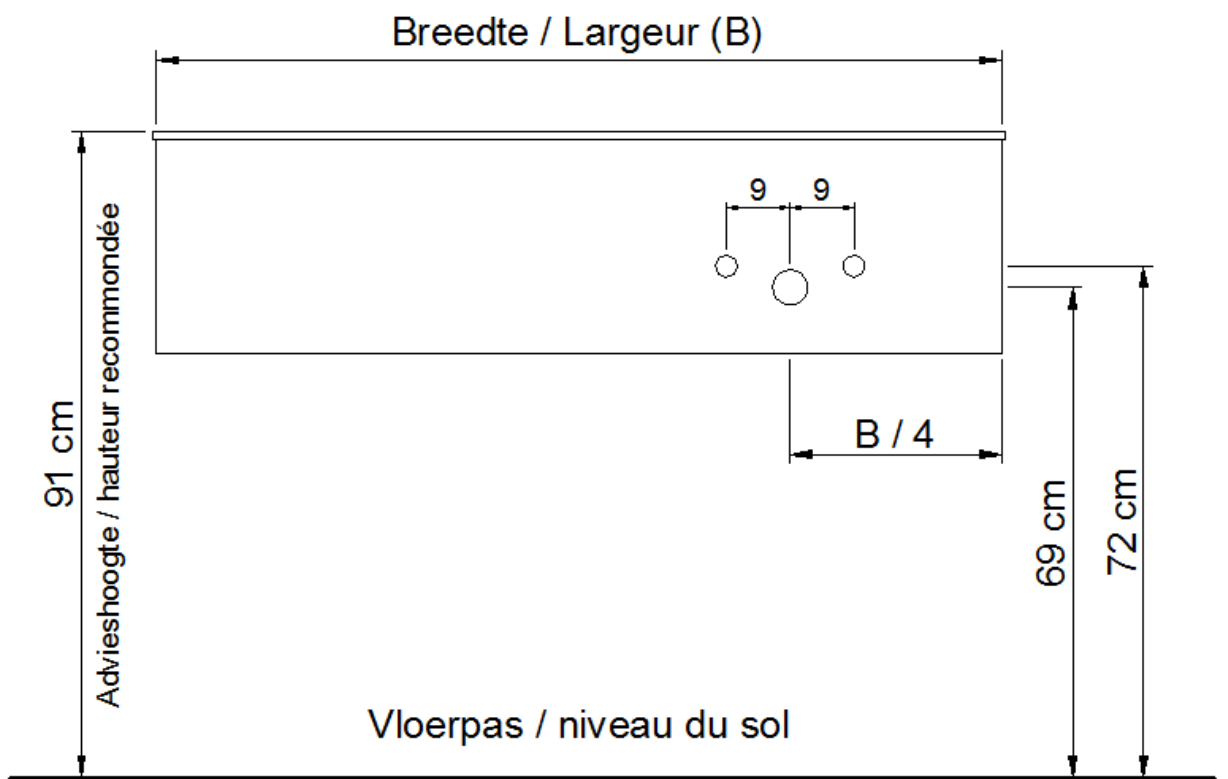 Breedte / Largeur (B)
9
9
91 cm
Advieshoogte / hauteur recommondée
B / 4
69 cm
72 cm
Vloerpas / niveau du sol